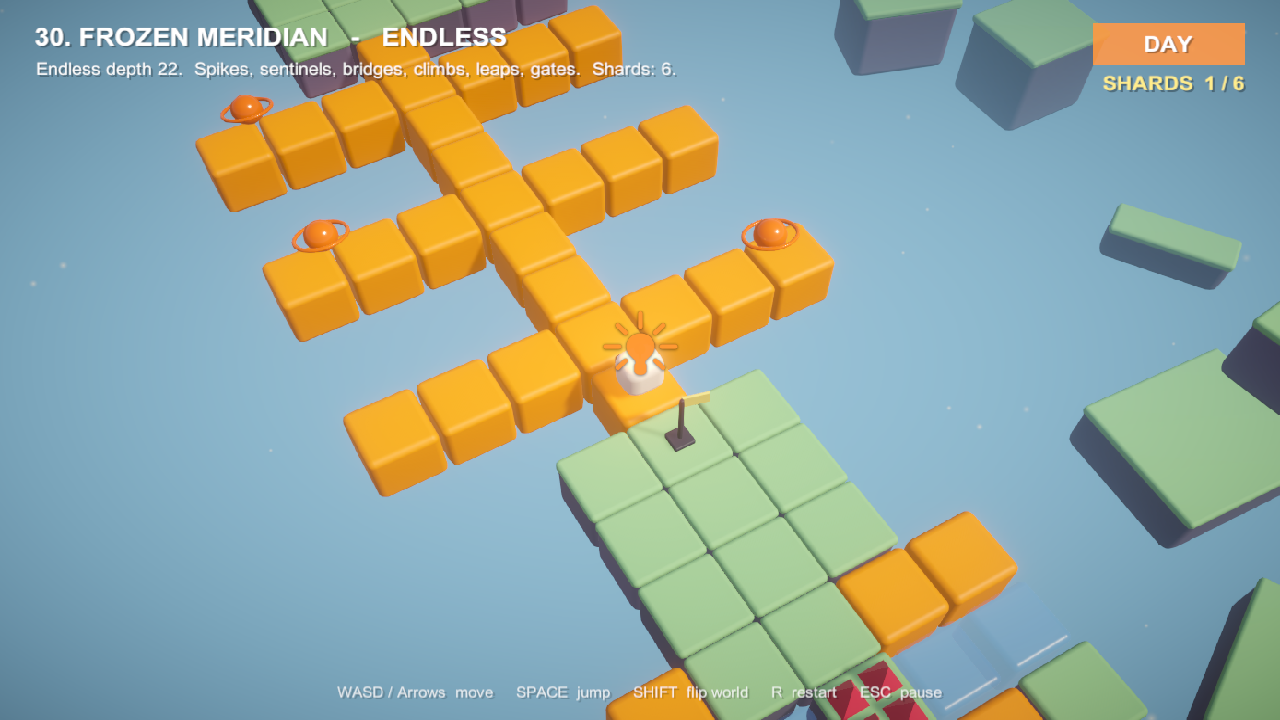 30. FROZEN MERIDIAN - ENDLESS
Endless depth 22. Spikes, sentinels, bridges, climbs, leaps, gates. Shards: 6.
DAY
SHARDS 1 / 6
WASD / Arrows move SPACE jump SHIFT flip world R restart ESC pause